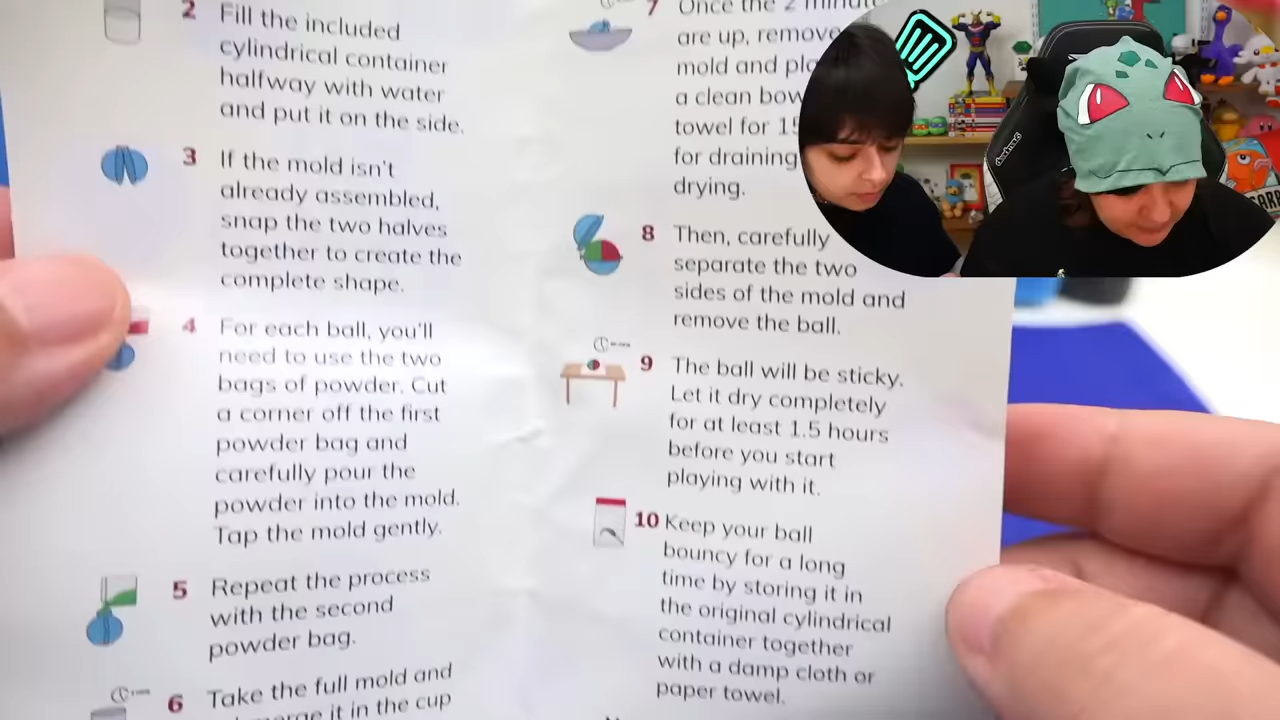 2 Fill the included
cylindrical container
halfway with water
and put it on the side.
3 If the mold isn't
already assembled,
snap the two halves
together to create the
complete shape.
4 For each ball, you'll
need to use the two
bags of powder. Cut
a corner off the first
powder bag and
carefully pour the
powder into the mold.
Tap the mold gently.
5 Repeat the process
with the second
powder bag.
6 Take the full mold and
it in the cup
7 Once the 2
are up, remove
mold and
a clean
towel for
for draining
drying.
8 Then, carefully
separate the two
sides of the mold and
remove the ball.
9 The ball will be sticky.
Let it dry completely
for at least 1.5 hours
before you start
playing with it.
10 Keep your ball
bouncy for a long
time by storing it in
the original cylindrical
container together
with a damp cloth or
paper towel.